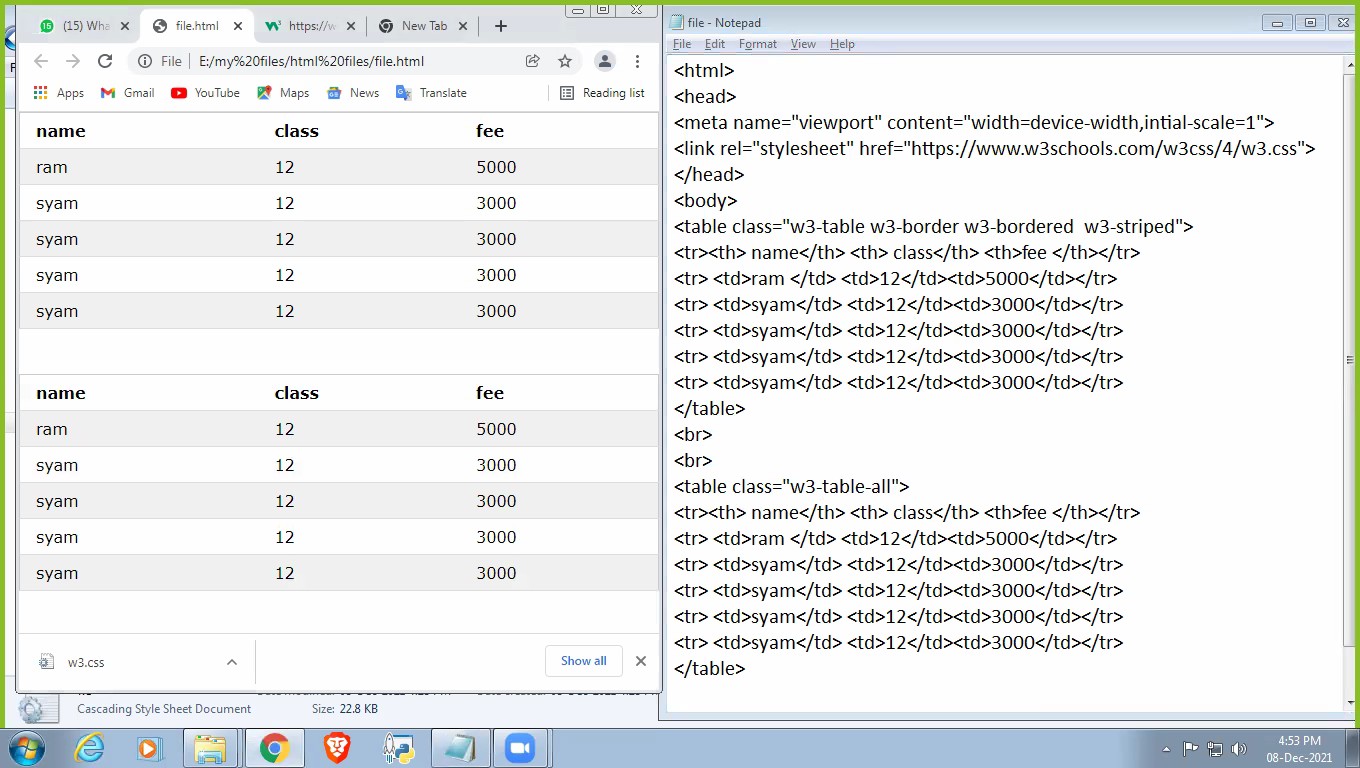 (15) Wha
file.html
https://w
New Tab
File
E:/my%20files/html%20files/file.html
Apps
Gmail
YouTube
Maps
News
Translate
Reading list
name class fee
ram 12 5000
syam 12 3000
syam 12 3000
syam 12 3000
syam 12 3000
name class fee
ram 12 5000
syam 12 3000
syam 12 3000
syam 12 3000
syam 12 3000
w3.css
Show all
Cascading Style Sheet Document
Size: 22.8 KB
file - Notepad
File Edit Format View Help
<html>
<head>
<meta name="viewport" content="width=device-width,intial-scale=1">
<link rel="stylesheet" href="https://www.w3schools.com/w3css/4/w3.css">
</head>
<body>
<table class="w3-table w3-border w3-bordered  w3-striped">
<tr><th> name</th> <th> class</th> <th>fee </th></tr>
<tr> <td>ram </td> <td>12</td><td>5000</td></tr>
<tr> <td>syam</td> <td>12</td><td>3000</td></tr>
<tr> <td>syam</td> <td>12</td><td>3000</td></tr>
<tr> <td>syam</td> <td>12</td><td>3000</td></tr>
<tr> <td>syam</td> <td>12</td><td>3000</td></tr>
</table>
<br>
<br>
<table class="w3-table-all">
<tr><th> name</th> <th> class</th> <th>fee </th></tr>
<tr> <td>ram </td> <td>12</td><td>5000</td></tr>
<tr> <td>syam</td> <td>12</td><td>3000</td></tr>
<tr> <td>syam</td> <td>12</td><td>3000</td></tr>
<tr> <td>syam</td> <td>12</td><td>3000</td></tr>
<tr> <td>syam</td> <td>12</td><td>3000</td></tr>
</table>
4:53 PM
08-Dec-2021